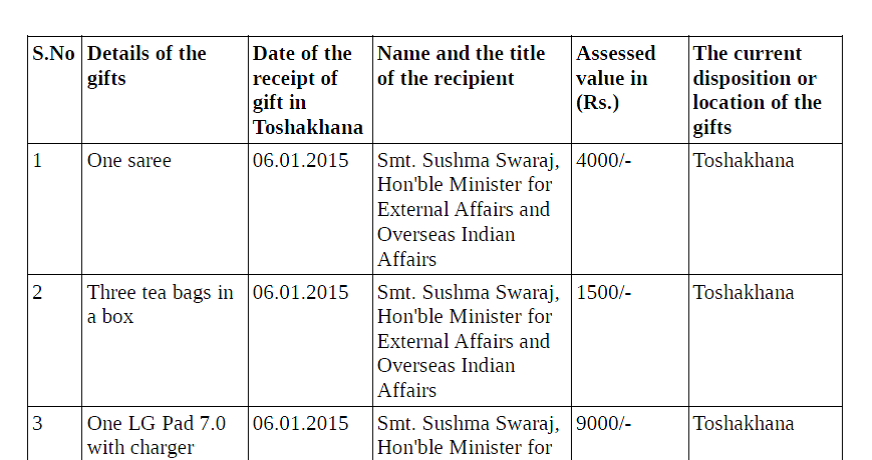 S.No Details of the gifts Date of the receipt of gift in Toshakhana Name and the title of the recipient Assessed value in (Rs.) The current disposition or location of the gifts
1 One saree 06.01.2015 Smt. Sushma Swaraj, Hon'ble Minister for External Affairs and Overseas Indian Affairs 4000/- Toshakhana
2 Three tea bags in a box 06.01.2015 Smt. Sushma Swaraj, Hon'ble Minister for External Affairs and Overseas Indian Affairs 1500/- Toshakhana
3 One LG Pad 7.0 with charger 06.01.2015 Smt. Sushma Swaraj, Hon'ble Minister for 9000/- Toshakhana